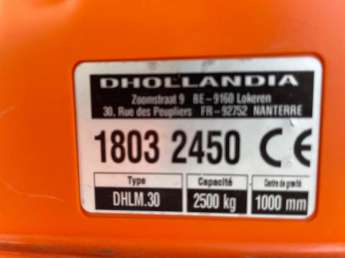 DHOLLANDIA
Zoomstraat 9 BE-9160 Lokeren
30, Rue des Peupliers FR-92752 NANTERRE
1803 2450 CE
Type Capacité Centre de gravité
DHLM.30 2500 kg 1000 mm